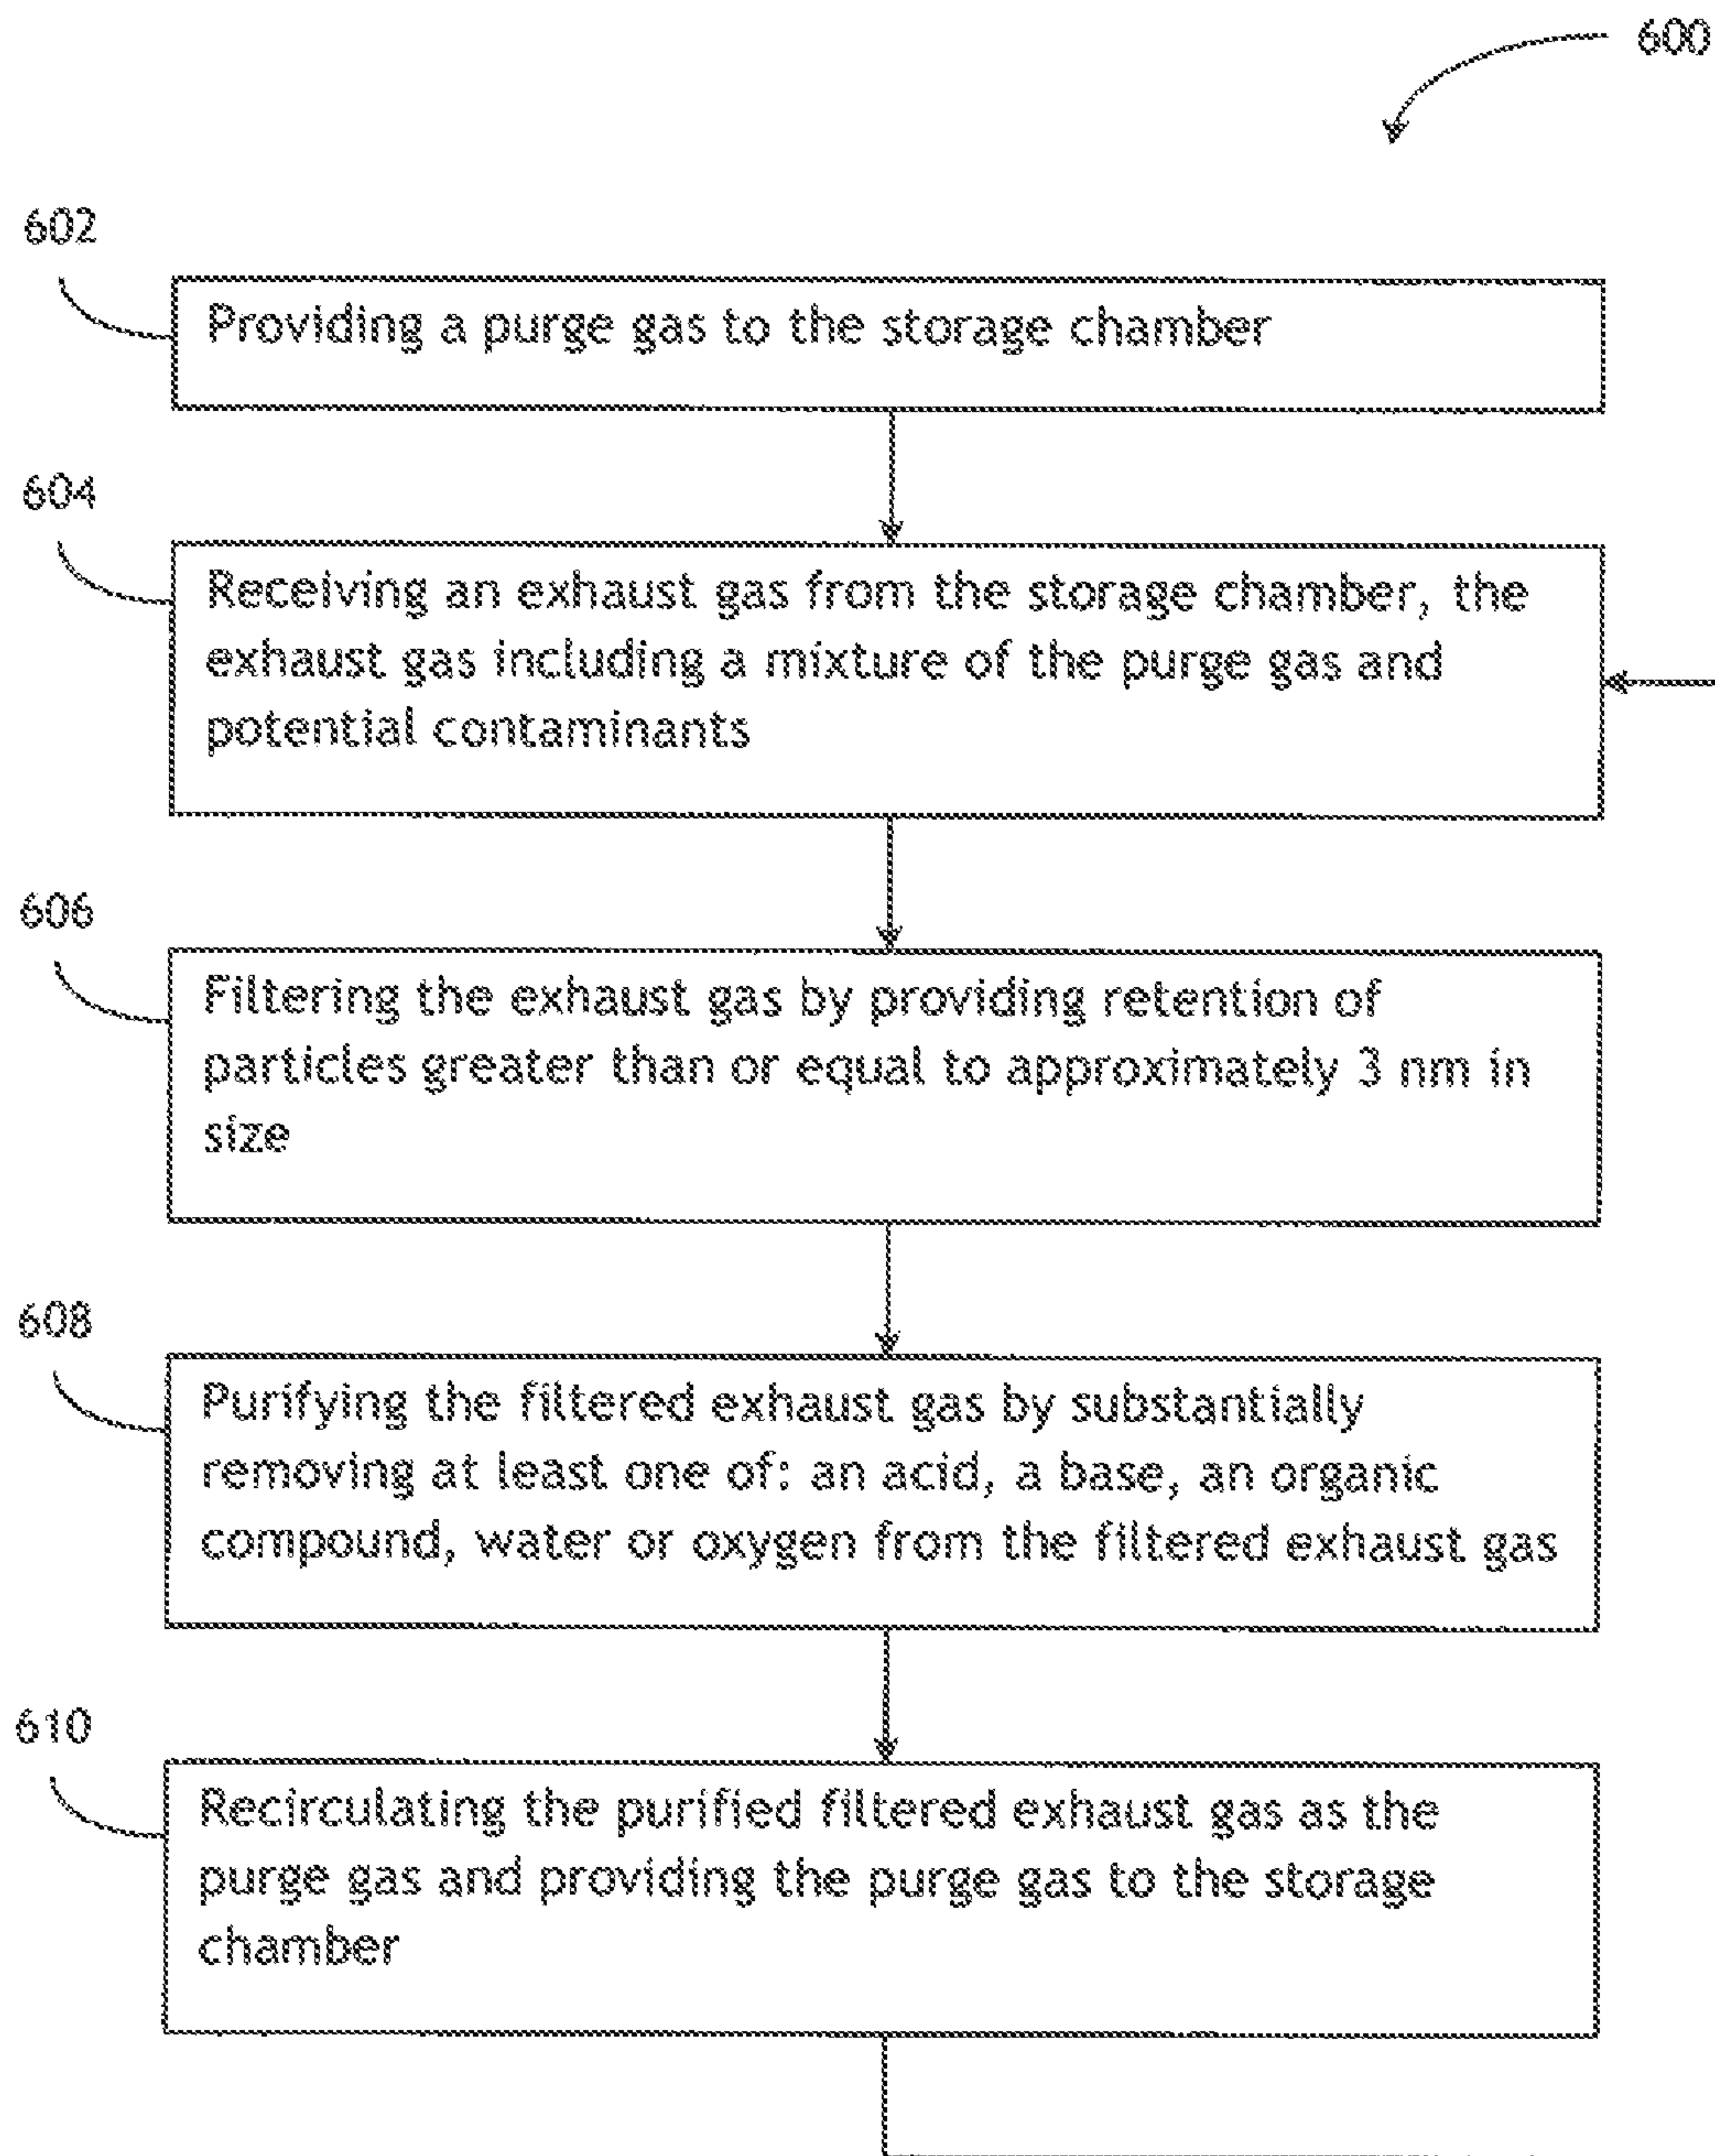 600
602
Providing a purge gas to the storage chamber
604
Receiving an exhaust gas from the storage chamber, the
exhaust gas including a mixture of the purge gas and
potential contaminants
606
Filtering the exhaust gas by providing retention of
particles greater than or equal to approximately 3 nm in
size
608
Purifying the filtered exhaust gas by substantially
removing at least one of: an acid, a base, an organic
compound, water or oxygen from the filtered exhaust gas
610
Recirculating the purified filtered exhaust gas as the
purge gas and providing the purge gas to the storage
chamber